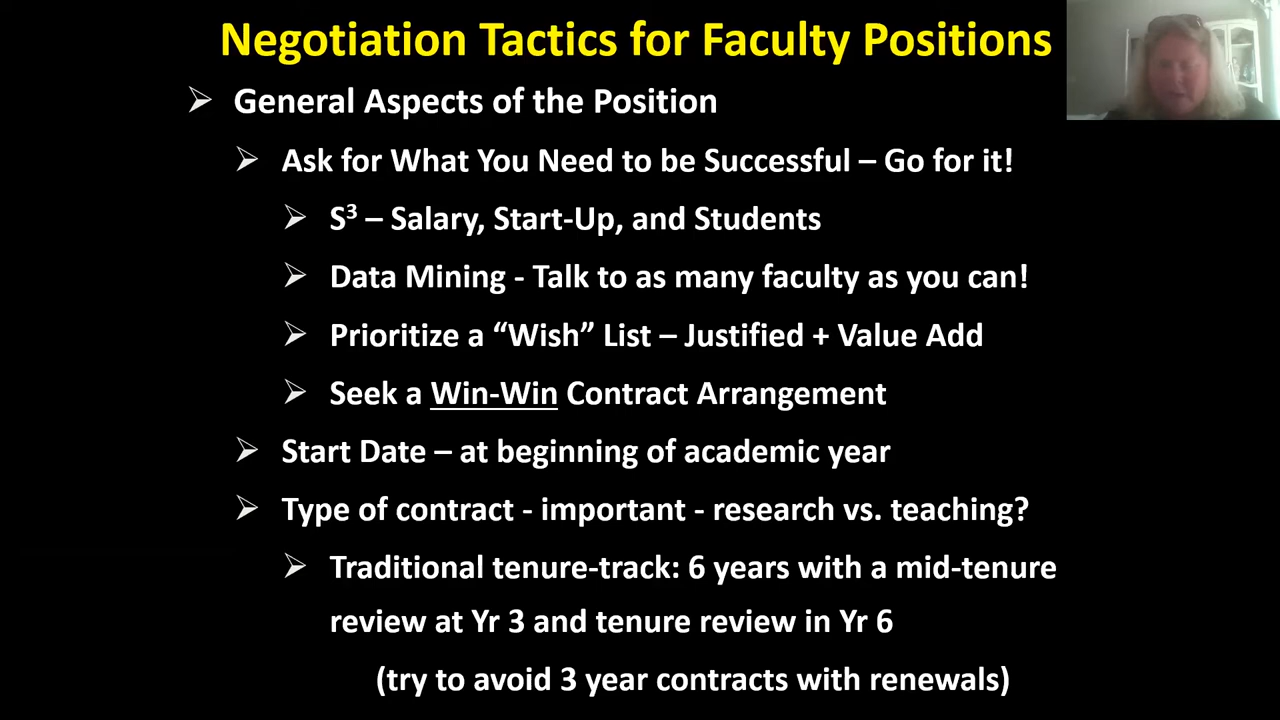 Negotiation Tactics for Faculty Positions
General Aspects of the Position
Ask for What You Need to be Successful – Go for it!
S³ – Salary, Start-Up, and Students
Data Mining - Talk to as many faculty as you can!
Prioritize a “Wish” List – Justified + Value Add
Seek a Win-Win Contract Arrangement
Start Date – at beginning of academic year
Type of contract - important - research vs. teaching?
Traditional tenure-track: 6 years with a mid-tenure
review at Yr 3 and tenure review in Yr 6
(try to avoid 3 year contracts with renewals)